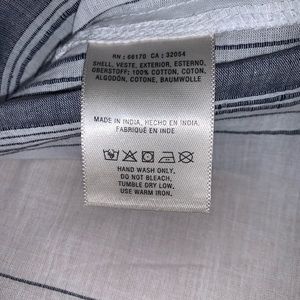 RN: 66170 CA: 32054
SHELL, VESTE, EXTERIOR, ESTERNO,
OBERSTOFF: 100% COTTON, COTON,
ALGODÓN, COTONE, BAUMWOLLE
MADE IN INDIA, HECHO EN INDIA,
FABRIQUÉ EN INDE
HAND WASH ONLY.
DO NOT BLEACH.
TUMBLE DRY LOW.
USE WARM IRON.